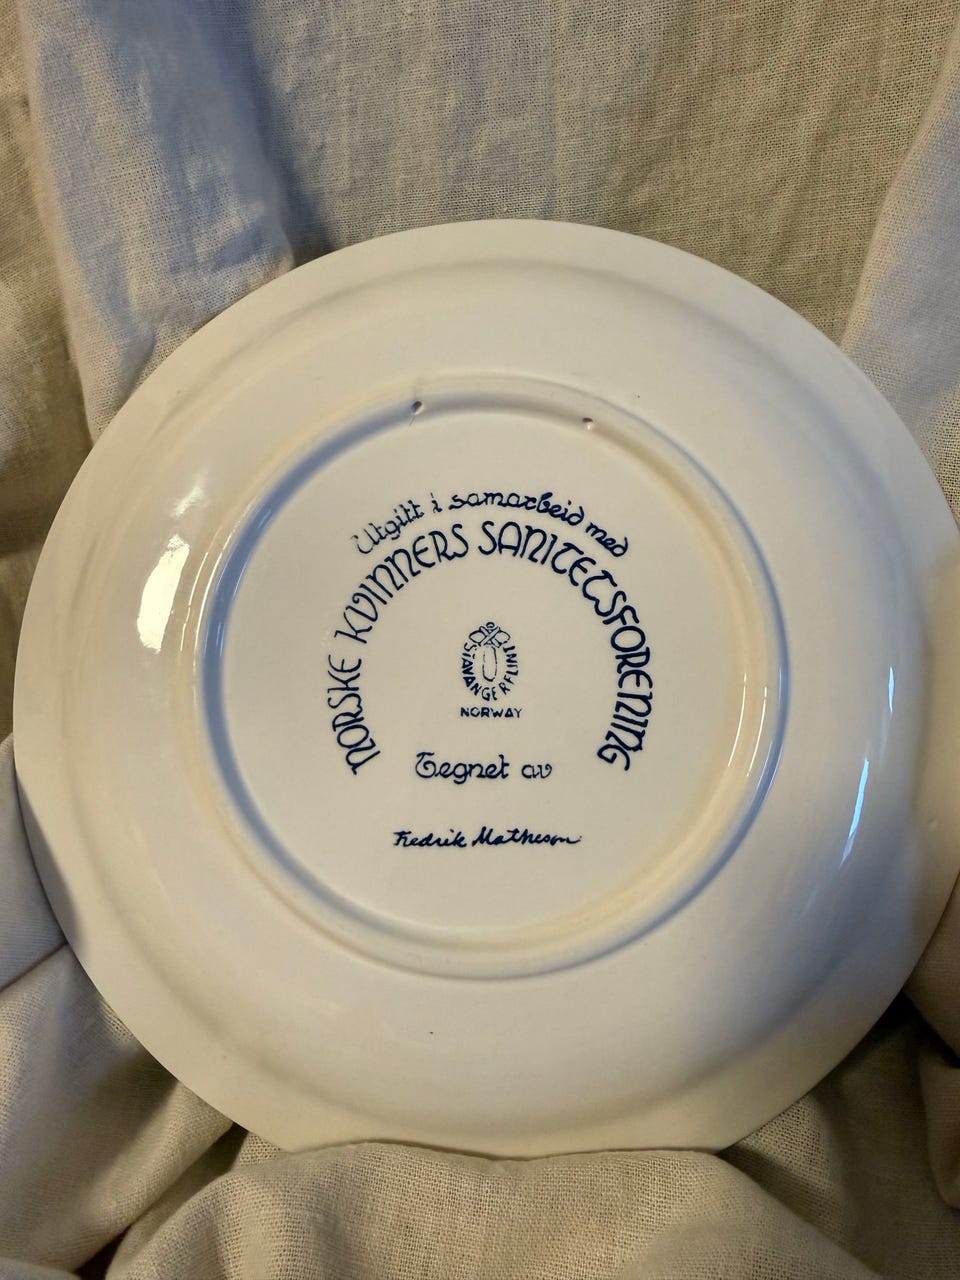 Utgitt i samarbeid med
NORSKE KVINNERS SANITETSFORENING
STAVANGERFLINT
NORWAY
Tegnet av
Fredrik Matheson